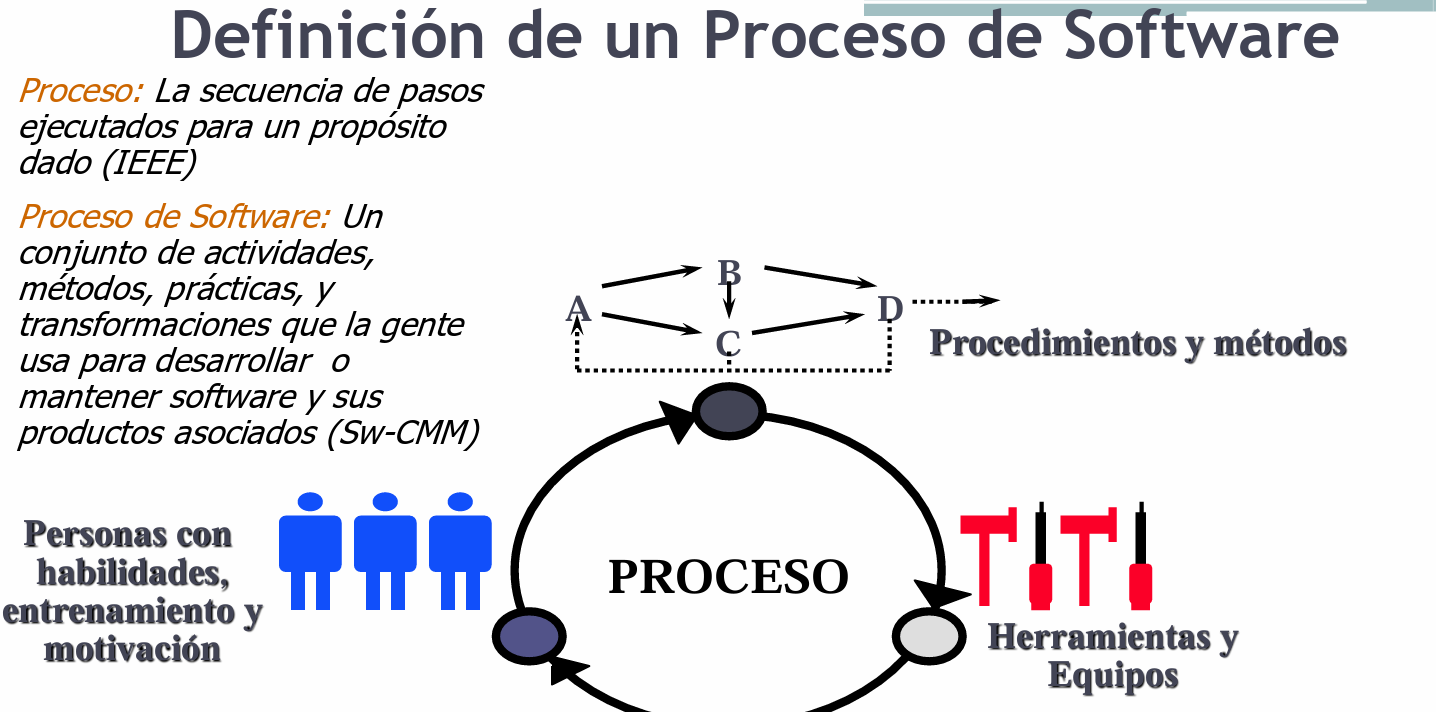 Definición de un Proceso de Software
Proceso: La secuencia de pasos
ejecutados para un propósito
dado (IEEE)
Proceso de Software: Un
conjunto de actividades,
métodos, prácticas, y
transformaciones que la gente
usa para desarrollar o
mantener software y sus
productos asociados (Sw-CMM)
B
A
D
C
Procedimientos y métodos
Personas con
habilidades,
entrenamiento y
motivación
PROCESO
Herramientas y
Equipos